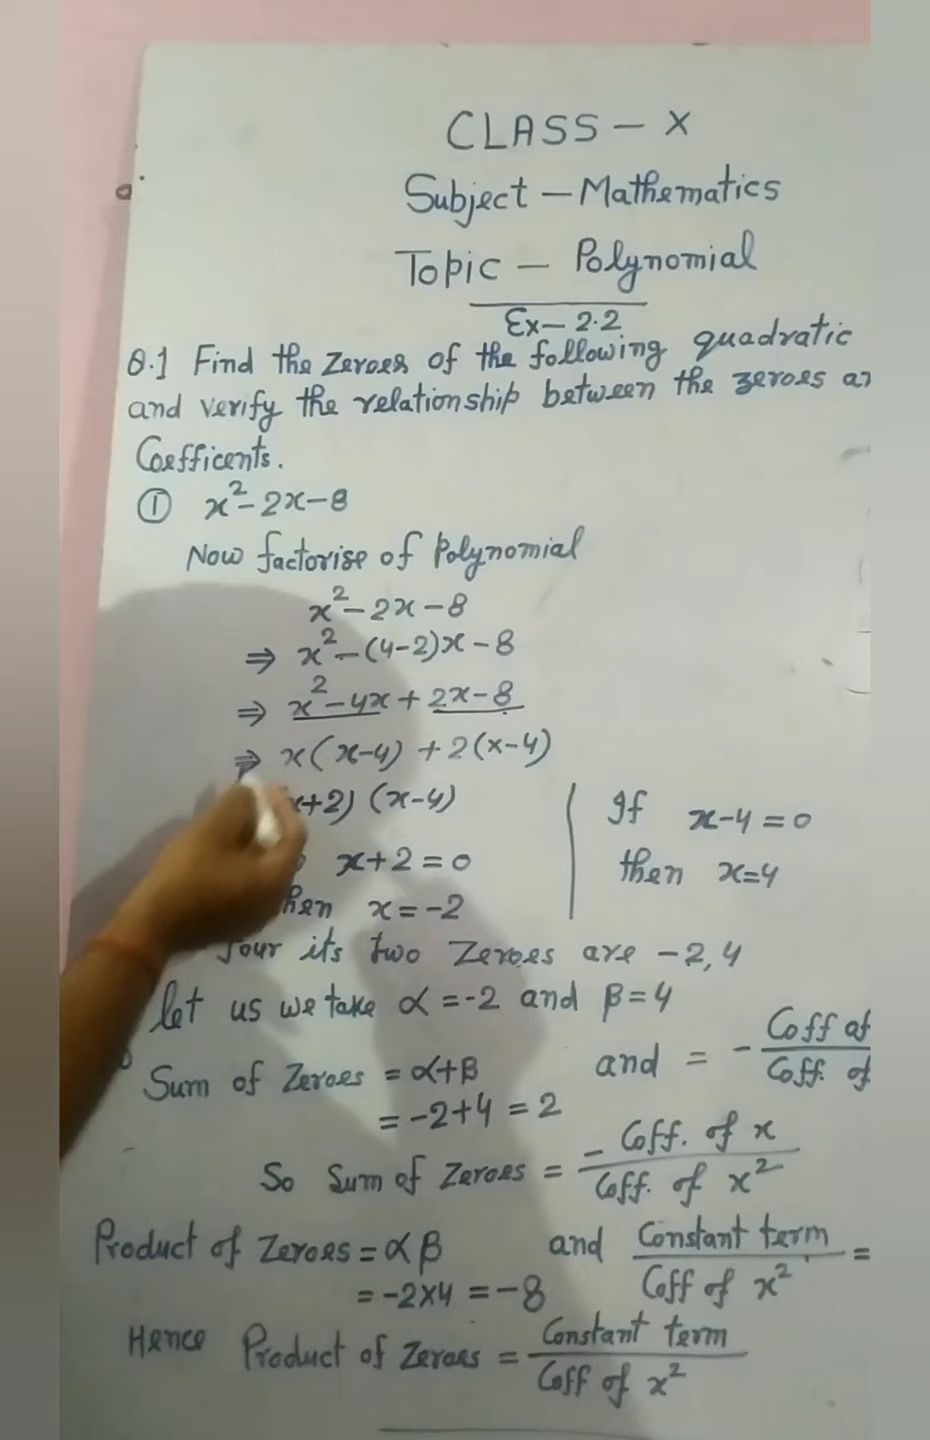 CLASS - X
Subject - Mathematics
Topic - Polynomial
Ex- 2.2
Q.1 Find the Zeroes of the following quadratic
and verify the relationship between the zeroes
Coefficents.
① x² - 2x - 8
Now factorise of Polynomial
x² - 2x - 8
⇒ x² - (4-2)x - 8
⇒ x² - 4x + 2x - 8
⇒ x(x-4) + 2(x-4)
x+2) (x-4)
If x-4 = 0
x+2 = 0
then x=4
hen x = -2
its two Zeroes are -2, 4
let us we take α = -2 and β = 4
Sum of Zeroes = α+β and = - Coff of / Coff. of
= -2+4 = 2
So Sum of Zeroes = - Coff. of x / Coff. of x²
Product of Zeroes = αβ and Constant term / Coff of x² =
= -2×4 = -8
Hence Product of Zeroes = Constant term / Coff of x²